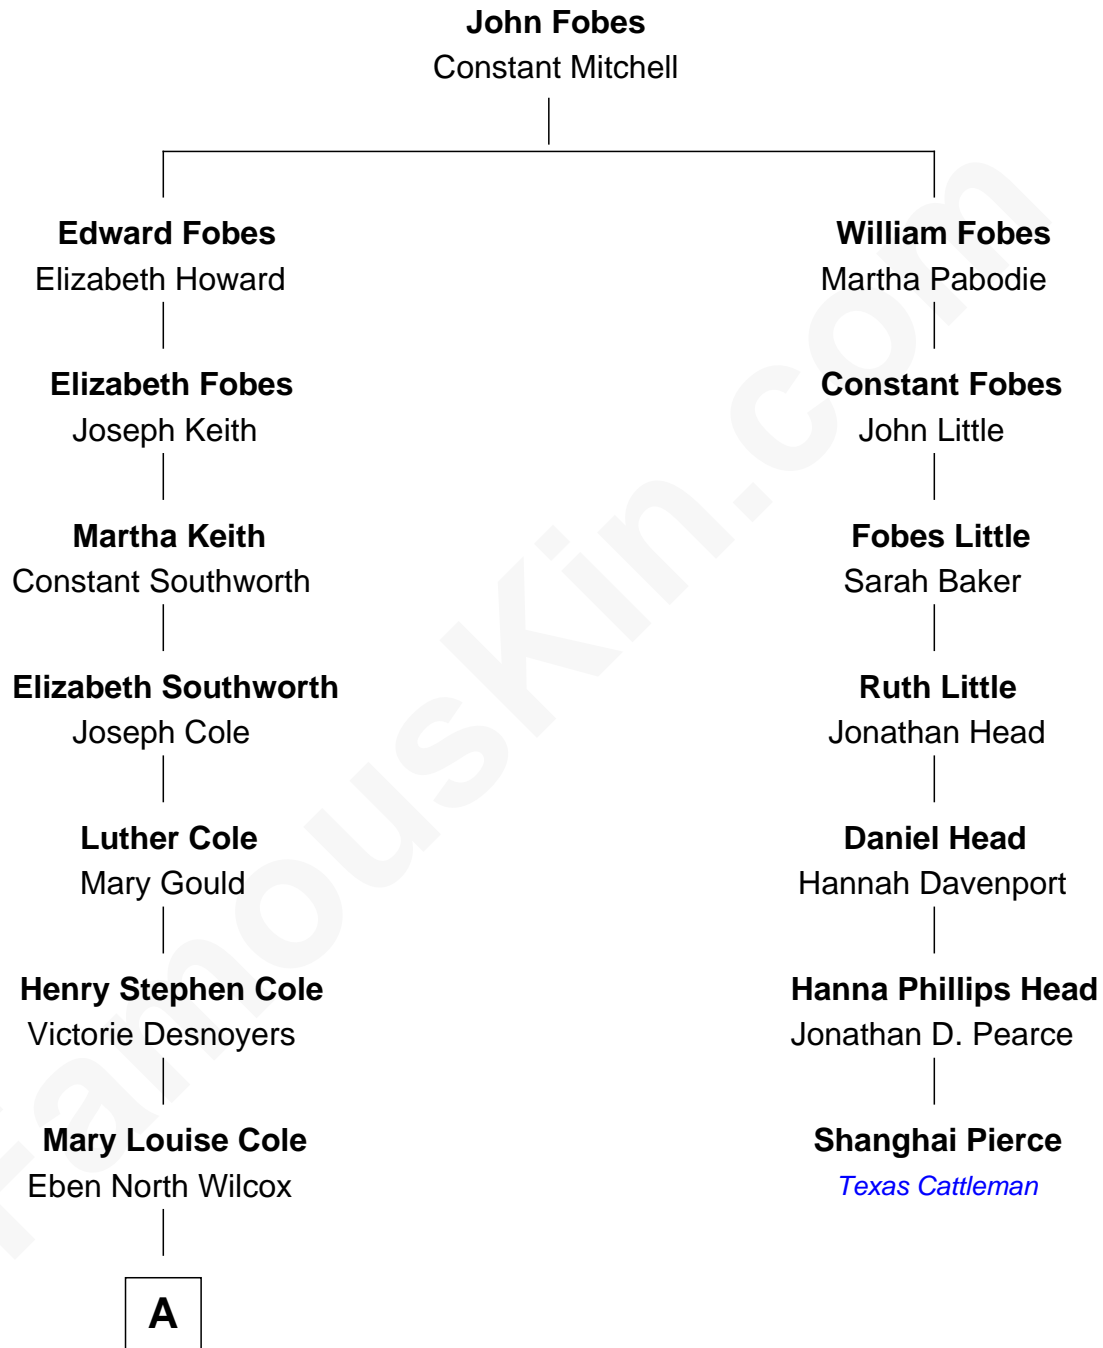 John Fobes
Constant Mitchell
Edward Fobes
Elizabeth Howard
William Fobes
Martha Pabodie
Elizabeth Fobes
Joseph Keith
Constant Fobes
John Little
Martha Keith
Constant Southworth
Fobes Little
Sarah Baker
Elizabeth Southworth
Joseph Cole
Ruth Little
Jonathan Head
Luther Cole
Mary Gould
Daniel Head
Hannah Davenport
Henry Stephen Cole
Victorie Desnoyers
Hanna Phillips Head
Jonathan D. Pearce
Mary Louise Cole
Eben North Wilcox
Shanghai Pierce
Texas Cattleman
A
FamousKin.com